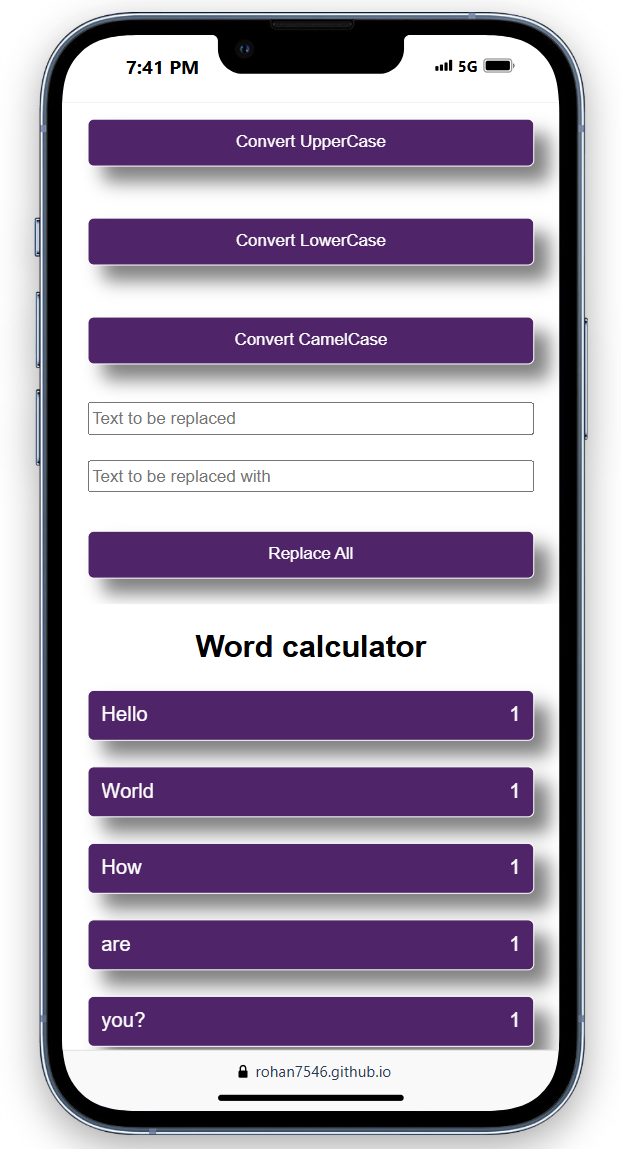 7:41 PM 5G
Convert UpperCase
Convert LowerCase
Convert CamelCase
Text to be replaced
Text to be replaced with
Replace All
Word calculator
Hello 1
World 1
How 1
are 1
you? 1
rohan7546.github.io